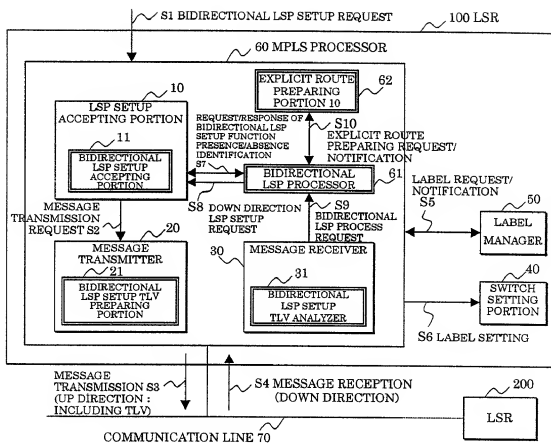 S1 BIDIRECTIONAL LSP SETUP REQUEST
100 LSR
60 MPLS PROCESSOR
10
LSP SETUP
ACCEPTING PORTION
11
BIDIRECTIONAL
LSP SETUP
ACCEPTING
PORTION
EXPLICIT ROUTE
PREPARING
PORTION 10
62
REQUEST/RESPONSE OF
BIDIRECTIONAL LSP
SETUP FUNCTION
PRESENCE/ABSENCE
IDENTIFICATION
S7
S10
EXPLICIT ROUTE
PREPARING REQUEST/
NOTIFICATION
BIDIRECTIONAL
LSP PROCESSOR
61
S8
DOWN DIRECTION
LSP SETUP
REQUEST
S9
BIDIRECTIONAL
LSP PROCESS
REQUEST
LABEL REQUEST/
NOTIFICATION
S5
50
LABEL
MANAGER
MESSAGE
TRANSMISSION
REQUEST S2
20
MESSAGE
TRANSMITTER
21
BIDIRECTIONAL
LSP SETUP TLV
PREPARING
PORTION
30
MESSAGE RECEIVER
31
BIDIRECTIONAL
LSP SETUP
TLV ANALYZER
40
SWITCH
SETTING
PORTION
S6 LABEL SETTING
MESSAGE
TRANSMISSION S3
(UP DIRECTION :
INCLUDING TLV)
S4 MESSAGE RECEPTION
(DOWN DIRECTION)
200
LSR
COMMUNICATION LINE 70